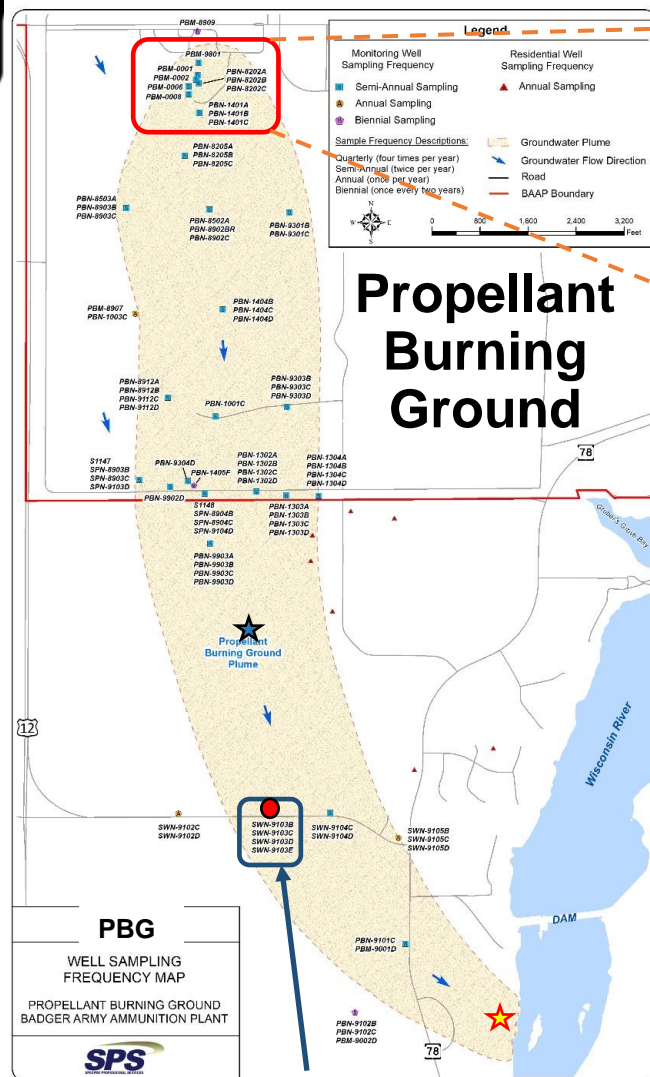 PBM-8909
PBM-9801
PBM-0001
PBM-0002
PBM-0006
PBM-0008
PBN-8202A
PBN-8202B
PBN-8202C
PBN-1401A
PBN-1401B
PBN-1401C
Legend
Monitoring Well
Sampling Frequency
Semi-Annual Sampling
Annual Sampling
Biennial Sampling
Residential Well
Sampling Frequency
Annual Sampling
Sample Frequency Descriptions:
Quarterly (four times per year)
Semi-Annual (twice per year)
Annual (once per year)
Biennial (once every two years)
Groundwater Plume
Groundwater Flow Direction
Road
BAAP Boundary
N
W
E
S
0 800 1,600 2,400 3,200
Feet
PBN-8205A
PBN-8205B
PBN-8205C
PBN-8503A
PBN-8903B
PBN-8903C
PBN-8502A
PBN-8902BR
PBN-8902C
PBN-9301B
PBN-9301C
Propellant
Burning
Ground
PBM-8907
PBN-1003C
PBN-1404B
PBN-1404C
PBN-1404D
PBN-8912A
PBN-8912B
PBN-9112C
PBN-9112D
PBN-1001C
PBN-9303B
PBN-9303C
PBN-9303D
78
S1147
SPN-8903B
SPN-8903C
SPN-9103D
PBN-9304D
PBN-1405F
PBN-1302A
PBN-1302B
PBN-1302C
PBN-1302D
PBN-1304A
PBN-1304B
PBN-1304C
PBN-1304D
PBN-9902D
S1148
SPN-8904B
SPN-8904C
SPN-9104D
PBN-1303A
PBN-1303B
PBN-1303C
PBN-1303D
Gruber's Grove Bay
PBN-9903A
PBN-9903B
PBN-9903C
PBN-9903D
Propellant
Burning Ground
Plume
12
Wisconsin River
SWN-9102C
SWN-9102D
SWN-9103B
SWN-9103C
SWN-9103D
SWN-9103E
SWN-9104C
SWN-9104D
SWN-9105B
SWN-9105C
SWN-9105D
DAM
PBG
WELL SAMPLING
FREQUENCY MAP
PROPELLANT BURNING GROUND
BADGER ARMY AMMUNITION PLANT
SPS
PBN-9101C
PBM-9001D
PBN-9102B
PBN-9102C
PBM-9002D
78